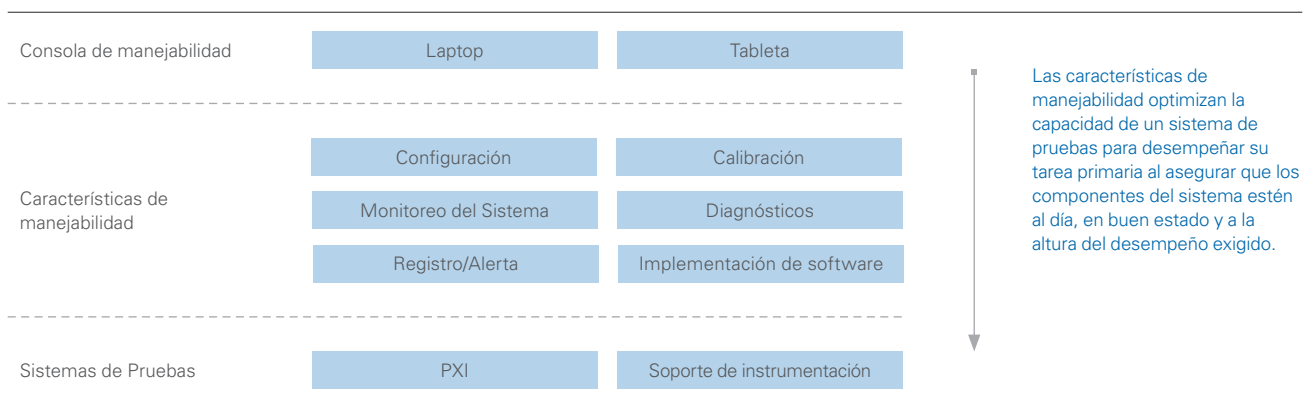 Consola de manejabilidad
Laptop
Tableta
Características de
manejabilidad
Configuración
Calibración
Monitoreo del Sistema
Diagnósticos
Registro/Alerta
Implementación de software
Sistemas de Pruebas
PXI
Soporte de instrumentación
Las características de
manejabilidad optimizan la
capacidad de un sistema de
pruebas para desempeñar su
tarea primaria al asegurar que los
componentes del sistema estén
al día, en buen estado y a la
altura del desempeño exigido.